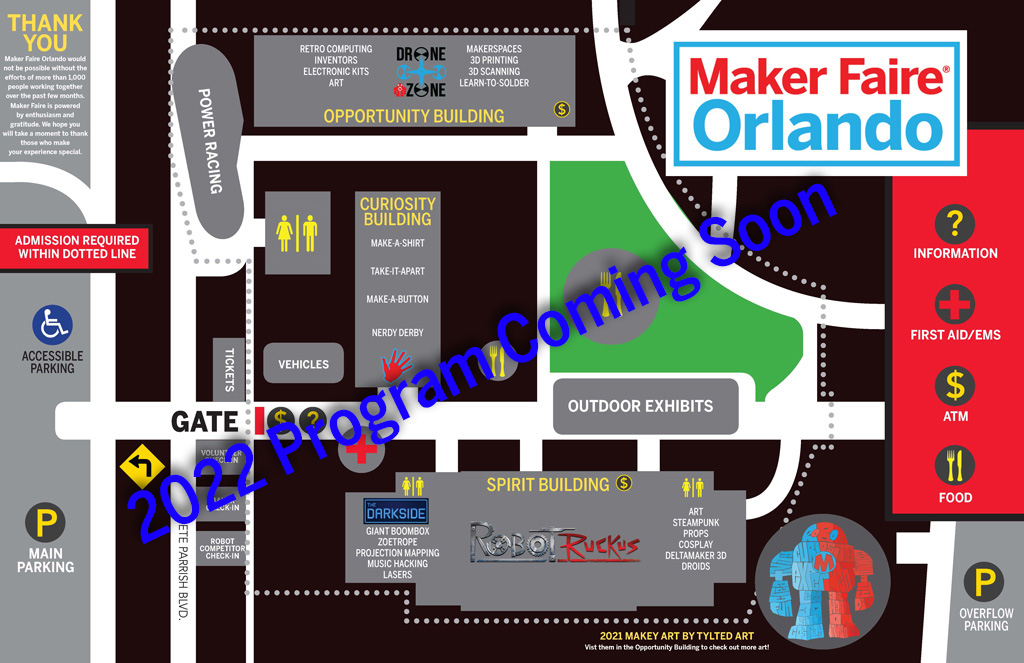 THANK
YOU
Maker Faire Orlando would
not be possible without the
efforts of more than 1,000
people working together
over the past few months.
Maker Faire is powered
by enthusiasm and
gratitude. We hope you
will take a moment to thank
those who make
your experience special.
ADMISSION REQUIRED
WITHIN DOTTED LINE
ACCESSIBLE
PARKING
P
MAIN
PARKING
POWER RACING
RETRO COMPUTING
INVENTORS
ELECTRONIC KITS
ART
DRONE
ZONE
MAKERSPACES
3D PRINTING
3D SCANNING
LEARN-TO-SOLDER
OPPORTUNITY BUILDING
$
Maker Faire®
Orlando
CURIOSITY
BUILDING
MAKE-A-SHIRT
TAKE-IT-APART
MAKE-A-BUTTON
NERDY DERBY
VEHICLES
TICKETS
GATE
$
?
OUTDOOR EXHIBITS
2022 Program Coming Soon
VOLUNTEER
CHECK-IN
ROBOT
COMPETITOR
CHECK-IN
PARRISH BLVD.
SPIRIT BUILDING
$
THE
DARKSIDE
GIANT BOOMBOX
ZOETROPE
PROJECTION MAPPING
MUSIC HACKING
LASERS
ROBOT RUCKUS
ART
STEAMPUNK
PROPS
COSPLAY
DELTAMAKER 3D
DROIDS
M
2021 MAKEY ART BY TYLTED ART
Vist them in the Opportunity Building to check out more art!
?
INFORMATION
FIRST AID/EMS
$
ATM
FOOD
P
OVERFLOW
PARKING